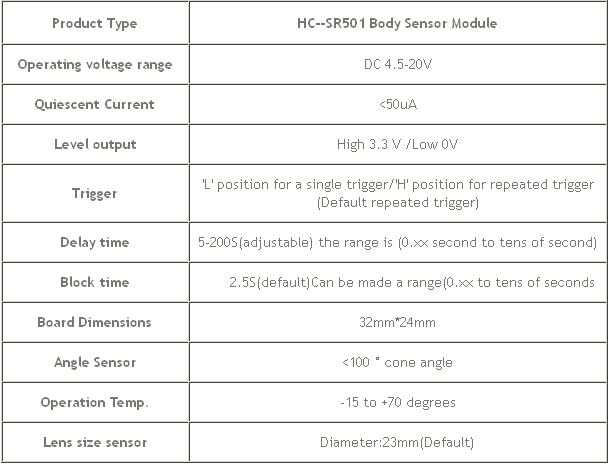 Product Type HC--SR501 Body Sensor Module
Operating voltage range DC 4.5-20V
Quiescent Current <50uA
Level output High 3.3 V /Low 0V
Trigger 'L' position for a single trigger/'H' position for repeated trigger
(Default repeated trigger)
Delay time 5-200S(adjustable) the range is (0.xx second to tens of second)
Block time 2.5S(default)Can be made a range(0.xx to tens of seconds
Board Dimensions 32mm*24mm
Angle Sensor <100 ° cone angle
Operation Temp. -15 to +70 degrees
Lens size sensor Diameter:23mm(Default)